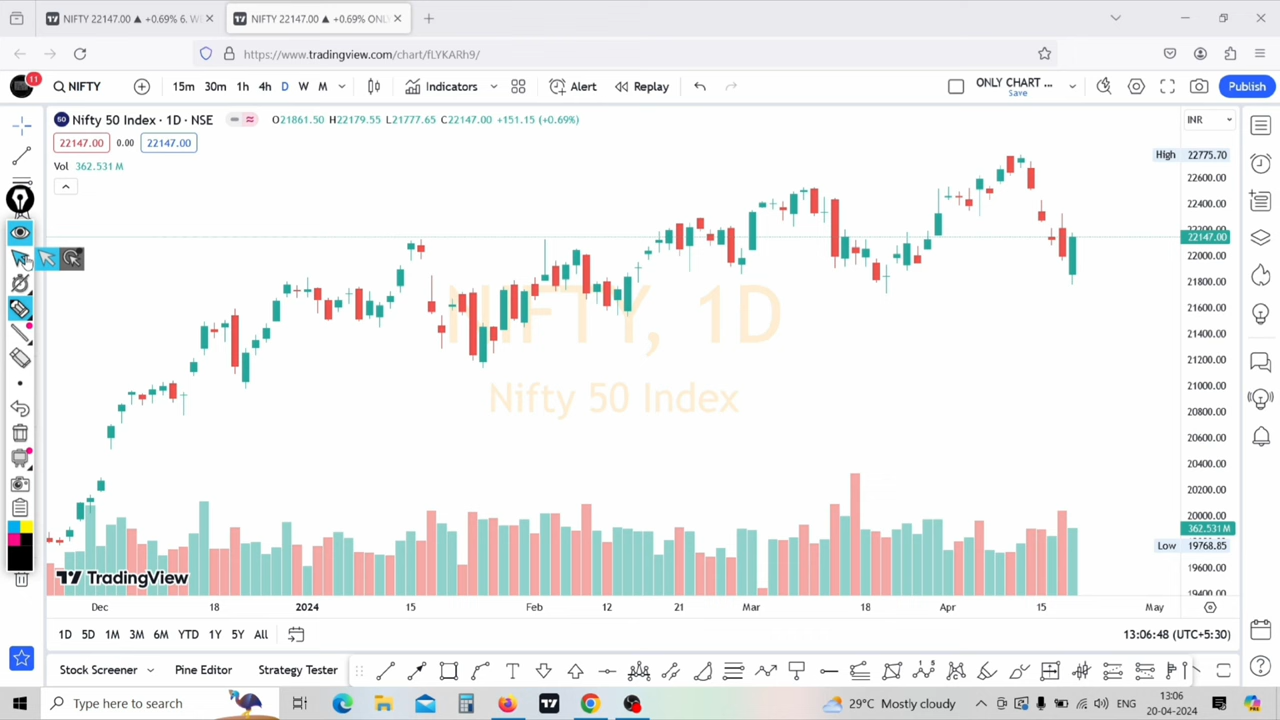 NIFTY 22147.00 ▲ +0.69% 6. W
NIFTY 22147.00 ▲ +0.69% ONL
https://www.tradingview.com/chart/fLYKARh9/
11
NIFTY
15m 30m 1h 4h D W M
Indicators
Alert
Replay
ONLY CHART ...
Save
Publish
50 Nifty 50 Index · 1D · NSE
O21861.50 H22179.55 L21777.65 C22147.00 +151.15 (+0.69%)
INR
22147.00 0.00 22147.00
Vol 362.531 M
High 22775.70
22600.00
22400.00
22200.00
22147.00
22000.00
21800.00
21600.00
21400.00
21200.00
21000.00
20800.00
20600.00
20400.00
20200.00
20000.00
362.531 M
Low 19768.85
19600.00
19400.00
NIFTY, 1D
Nifty 50 Index
TradingView
Dec 18 2024 15 Feb 12 21 Mar 18 Apr 15 May
1D 5D 1M 3M 6M YTD 1Y 5Y All
13:06:48 (UTC+5:30)
Stock Screener Pine Editor Strategy Tester
Type here to search
29°C Mostly cloudy
ENG
13:06
20-04-2024